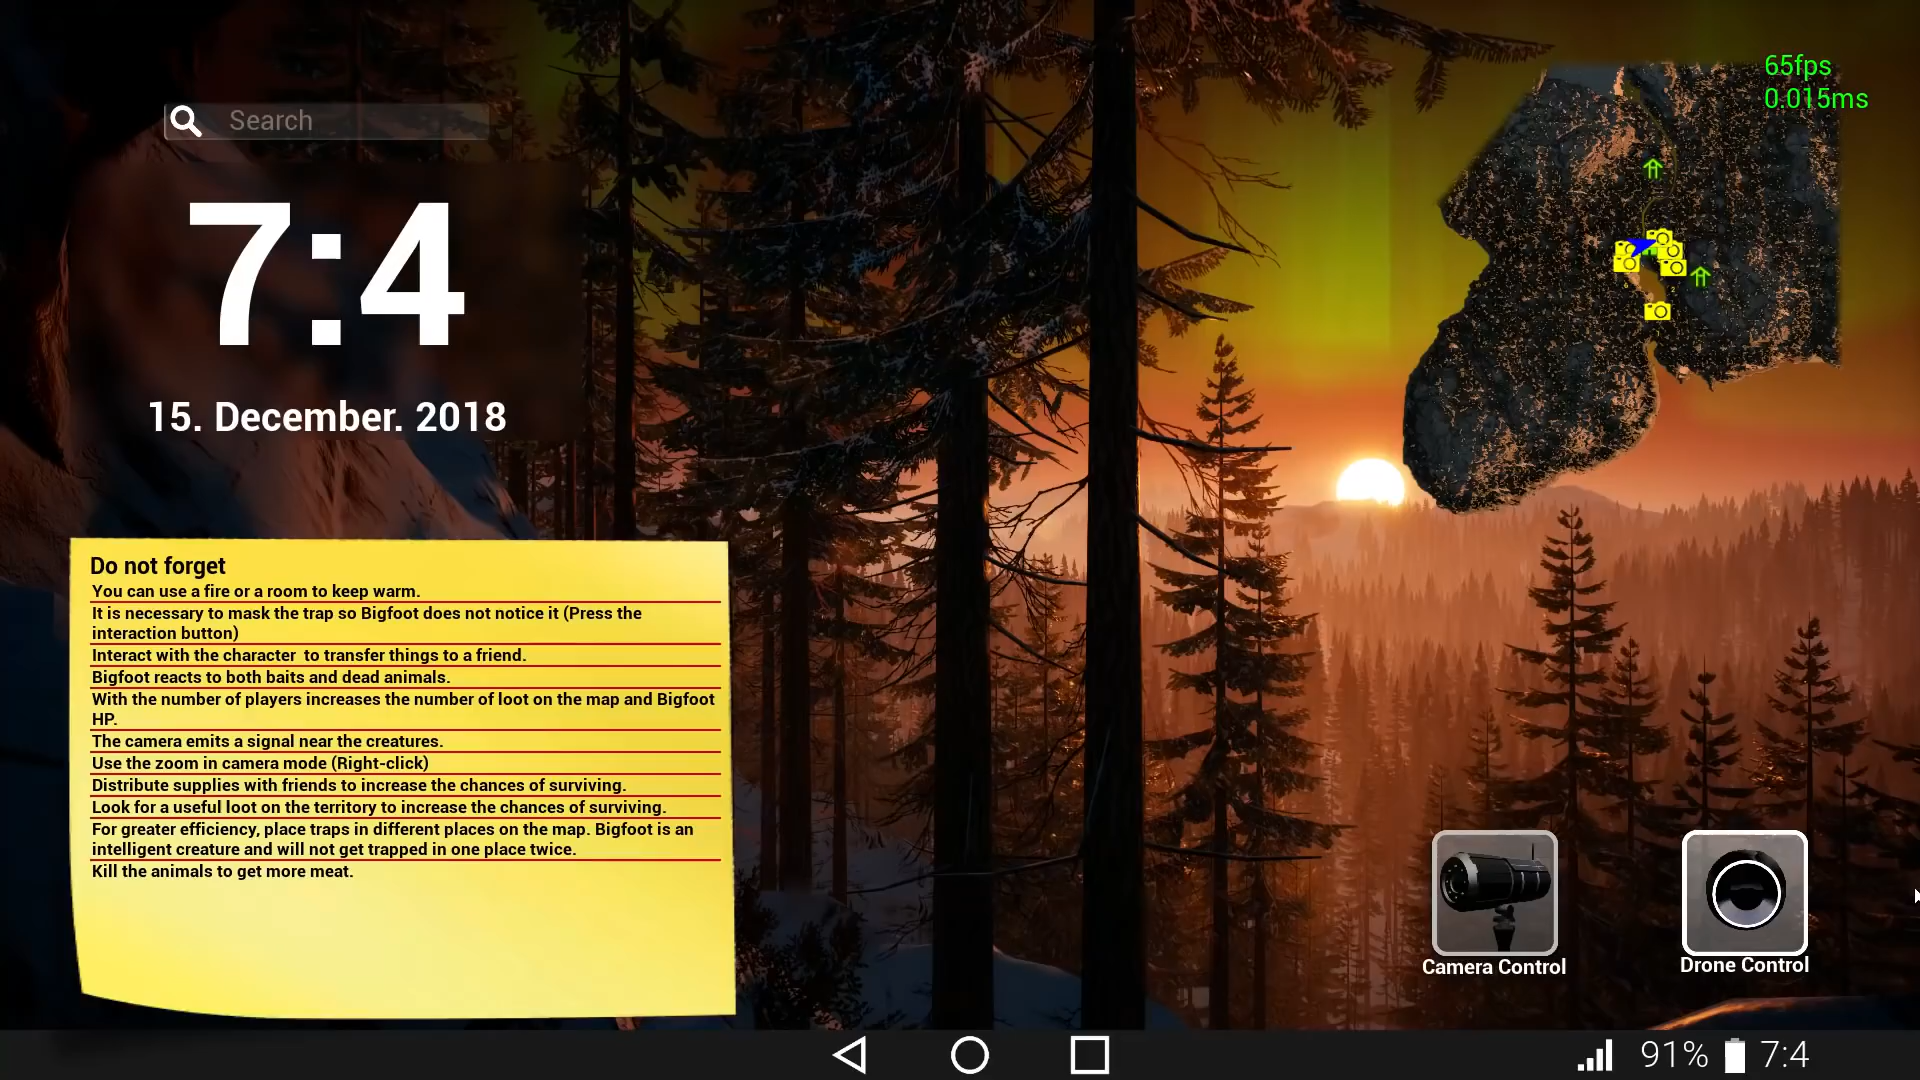 65fps
0.015ms
Search
7:4
15. December. 2018
Do not forget
You can use a fire or a room to keep warm.
It is necessary to mask the trap so Bigfoot does not notice it (Press the
interaction button)
Interact with the character  to transfer things to a friend.
Bigfoot reacts to both baits and dead animals.
With the number of players increases the number of loot on the map and Bigfoot
HP.
The camera emits a signal near the creatures.
Use the zoom in camera mode (Right-click)
Distribute supplies with friends to increase the chances of surviving.
Look for a useful loot on the territory to increase the chances of surviving.
For greater efficiency, place traps in different places on the map. Bigfoot is an
intelligent creature and will not get trapped in one place twice.
Kill the animals to get more meat.
Camera Control
Drone Control
91% 7:4